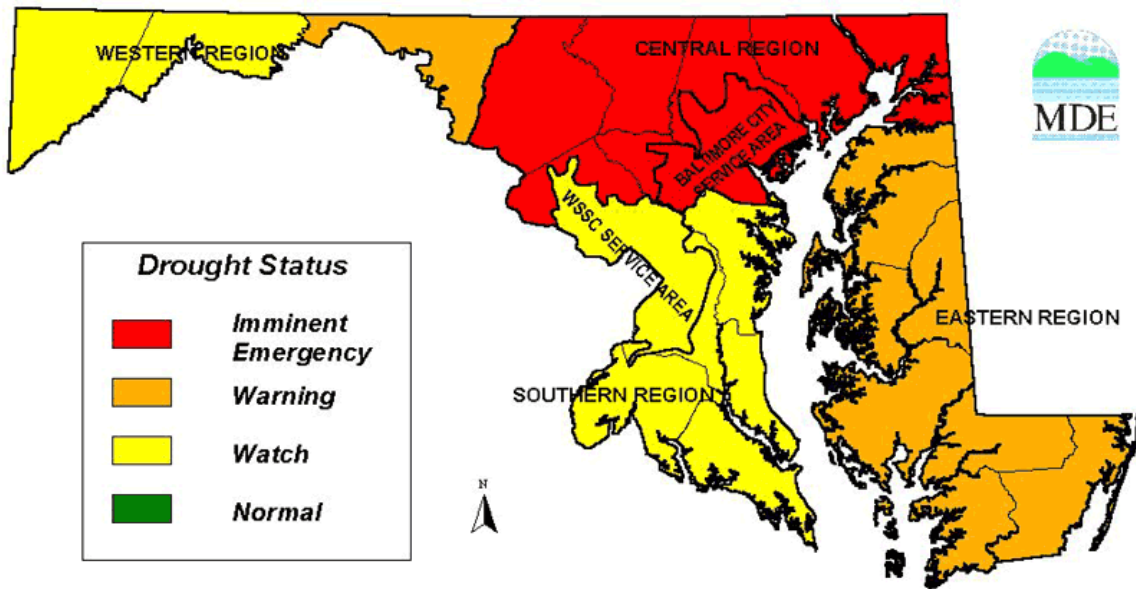 WESTERN REGION
CENTRAL REGION
MDE
BALTIMORE CITY
SERVICE AREA
WSSC SERVICE AREA
EASTERN REGION
SOUTHERN REGION
Drought Status
Imminent
Emergency
Warning
Watch
Normal
N